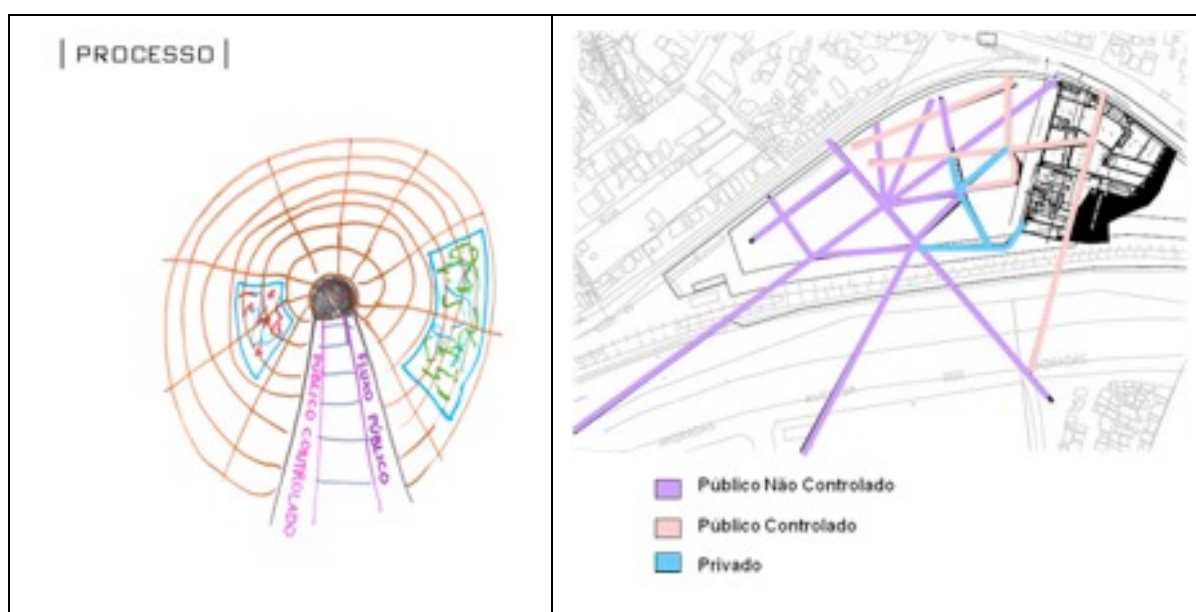 | PROCESSO |
PÚBLICO CONTROLADO
FLUXO PÚBLICO
Público Não Controlado
Público Controlado
Privado